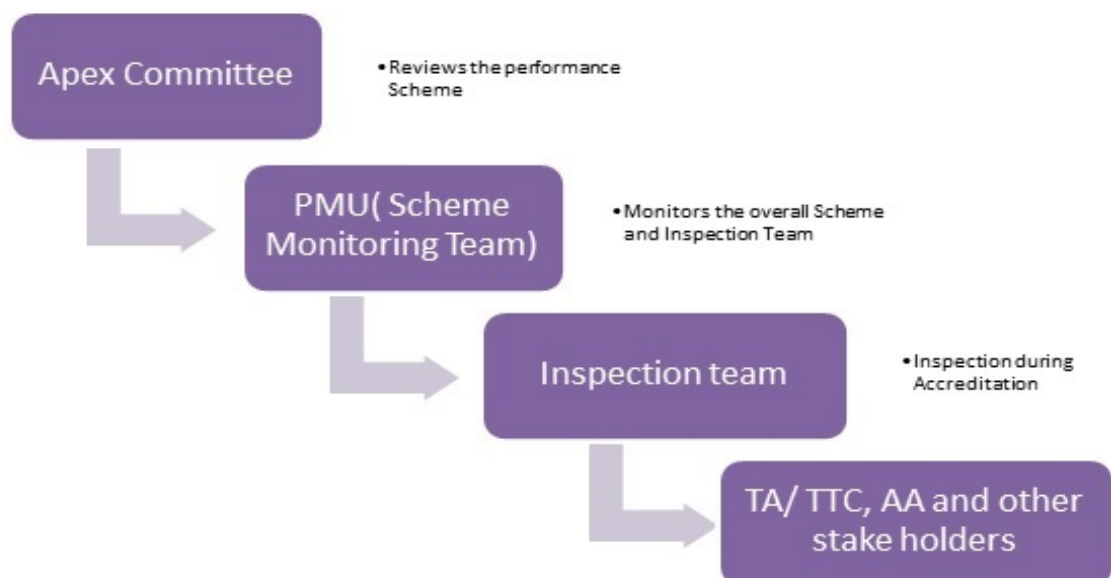 Apex Committee
•Reviews the performance
Scheme
PMU( Scheme
Monitoring Team)
•Monitors the overall Scheme
and Inspection Team
Inspection team
•Inspection during
Accreditation
TA/ TTC, AA and other
stake holders